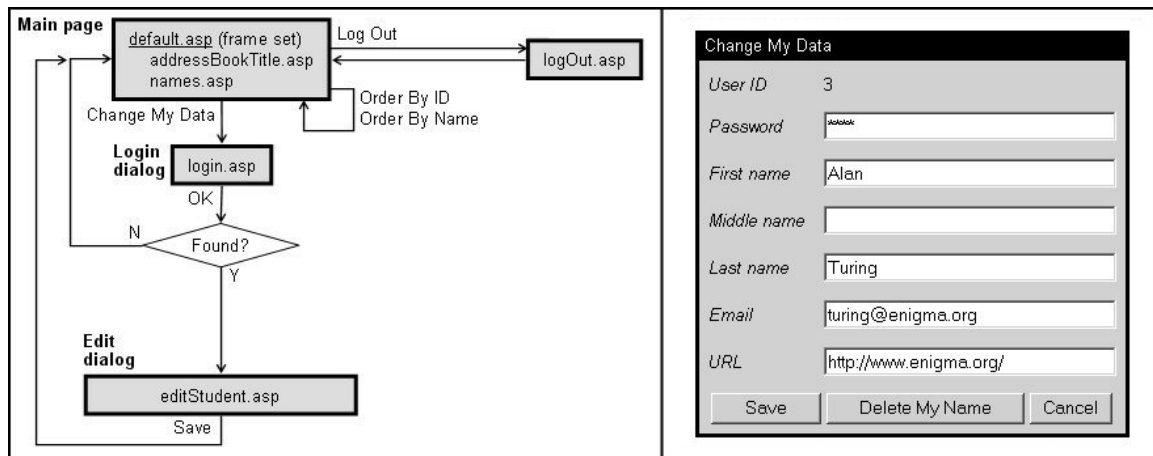 Main page
default.asp (frame set)
addressBookTitle.asp
names.asp
Log Out
logOut.asp
Order By ID
Order By Name
Change My Data
Login
dialog
login.asp
OK
N
Found?
Y
Edit
dialog
editStudent.asp
Save
Change My Data
User ID 3
Password *****
First name Alan
Middle name
Last name Turing
Email turing@enigma.org
URL http://www.enigma.org/
Save Delete My Name Cancel